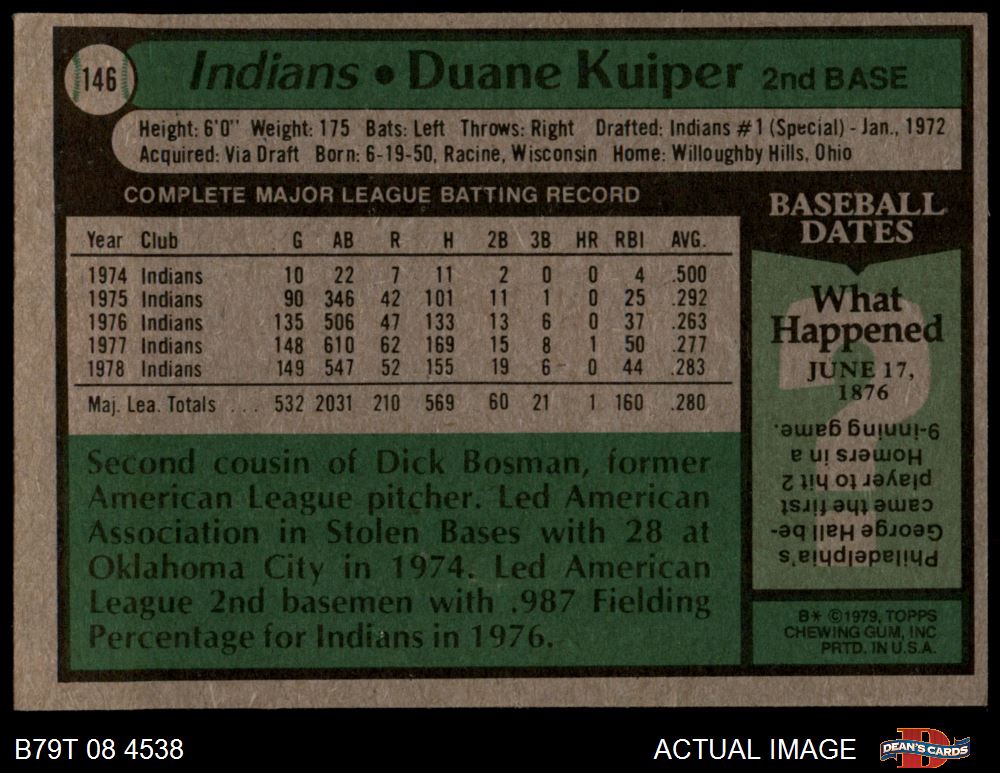 146
Indians • Duane Kuiper 2nd BASE
Height: 6'0" Weight: 175 Bats: Left Throws: Right Drafted: Indians #1 (Special) - Jan., 1972
Acquired: Via Draft Born: 6-19-50, Racine, Wisconsin Home: Willoughby Hills, Ohio
COMPLETE MAJOR LEAGUE BATTING RECORD
Year Club G AB R H 2B 3B HR RBI AVG.
1974 Indians 10 22 7 11 2 0 0 4 .500
1975 Indians 90 346 42 101 11 1 0 25 .292
1976 Indians 135 506 47 133 13 6 0 37 .263
1977 Indians 148 610 62 169 15 8 1 50 .277
1978 Indians 149 547 52 155 19 6 0 44 .283
Maj. Lea. Totals ... 532 2031 210 569 60 21 1 160 .280
Second cousin of Dick Bosman, former
American League pitcher. Led American
Association in Stolen Bases with 28 at
Oklahoma City in 1974. Led American
League 2nd basemen with .987 Fielding
Percentage for Indians in 1976.
BASEBALL
DATES
What
Happened
JUNE 17,
1876
Philadelphia's
George Hall be-
came the first
player to hit 2
Homers in a
9-inning game.
B* ©1979, TOPPS
CHEWING GUM, INC
PRTD. IN U.S.A.
B79T 08 4538
ACTUAL IMAGE
DEAN'S CARDS